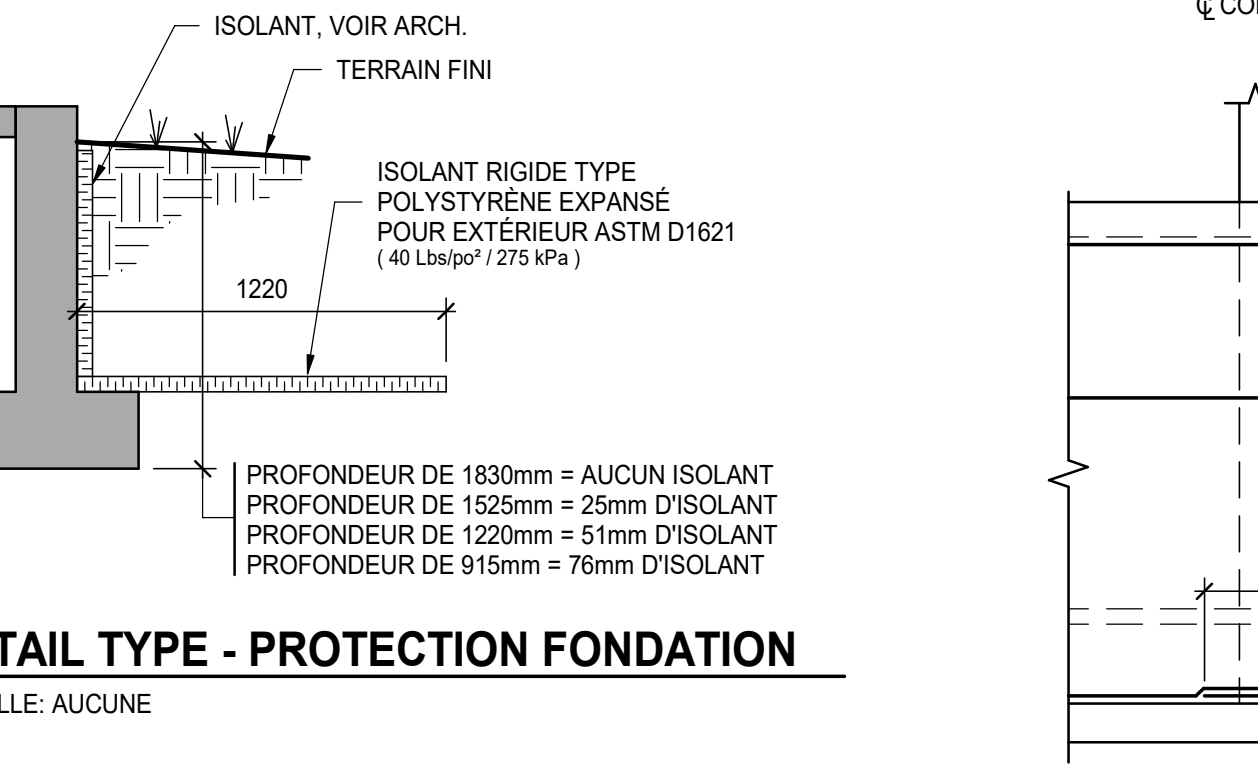 ISOLANT, VOIR ARCH.
TERRAIN FINI
ISOLANT RIGIDE TYPE
POLYSTYRÈNE EXPANSÉ
POUR EXTÉRIEUR ASTM D1621
( 40 Lbs/po² / 275 kPa )
1220
PROFONDEUR DE 1830mm = AUCUN ISOLANT
PROFONDEUR DE 1525mm = 25mm D'ISOLANT
PROFONDEUR DE 1220mm = 51mm D'ISOLANT
PROFONDEUR DE 915mm = 76mm D'ISOLANT
TAIL TYPE - PROTECTION FONDATION
LLE: AUCUNE